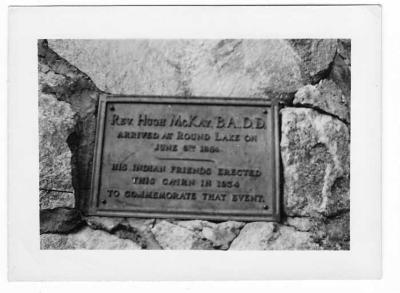 REV. HUGH MCKAY, B.A., D.D.
ARRIVED AT ROUND LAKE ON
JUNE 6TH 1884.
HIS INDIAN FRIENDS ERECTED
THIS CAIRN IN 1934
TO COMMEMORATE THAT EVENT.